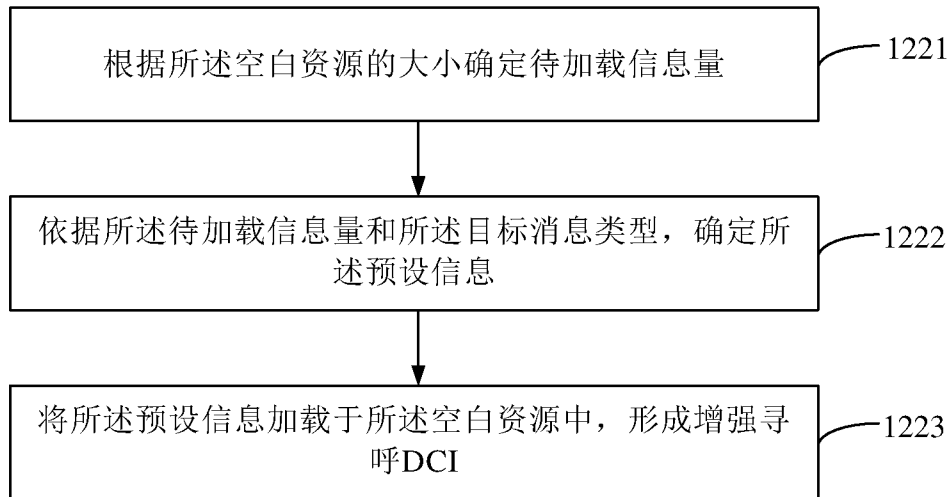 根据所述空白资源的大小确定待加载信息量
1221
依据所述待加载信息量和所述目标消息类型，确定所
述预设信息
1222
将所述预设信息加载于所述空白资源中，形成增强寻
呼DCI
1223